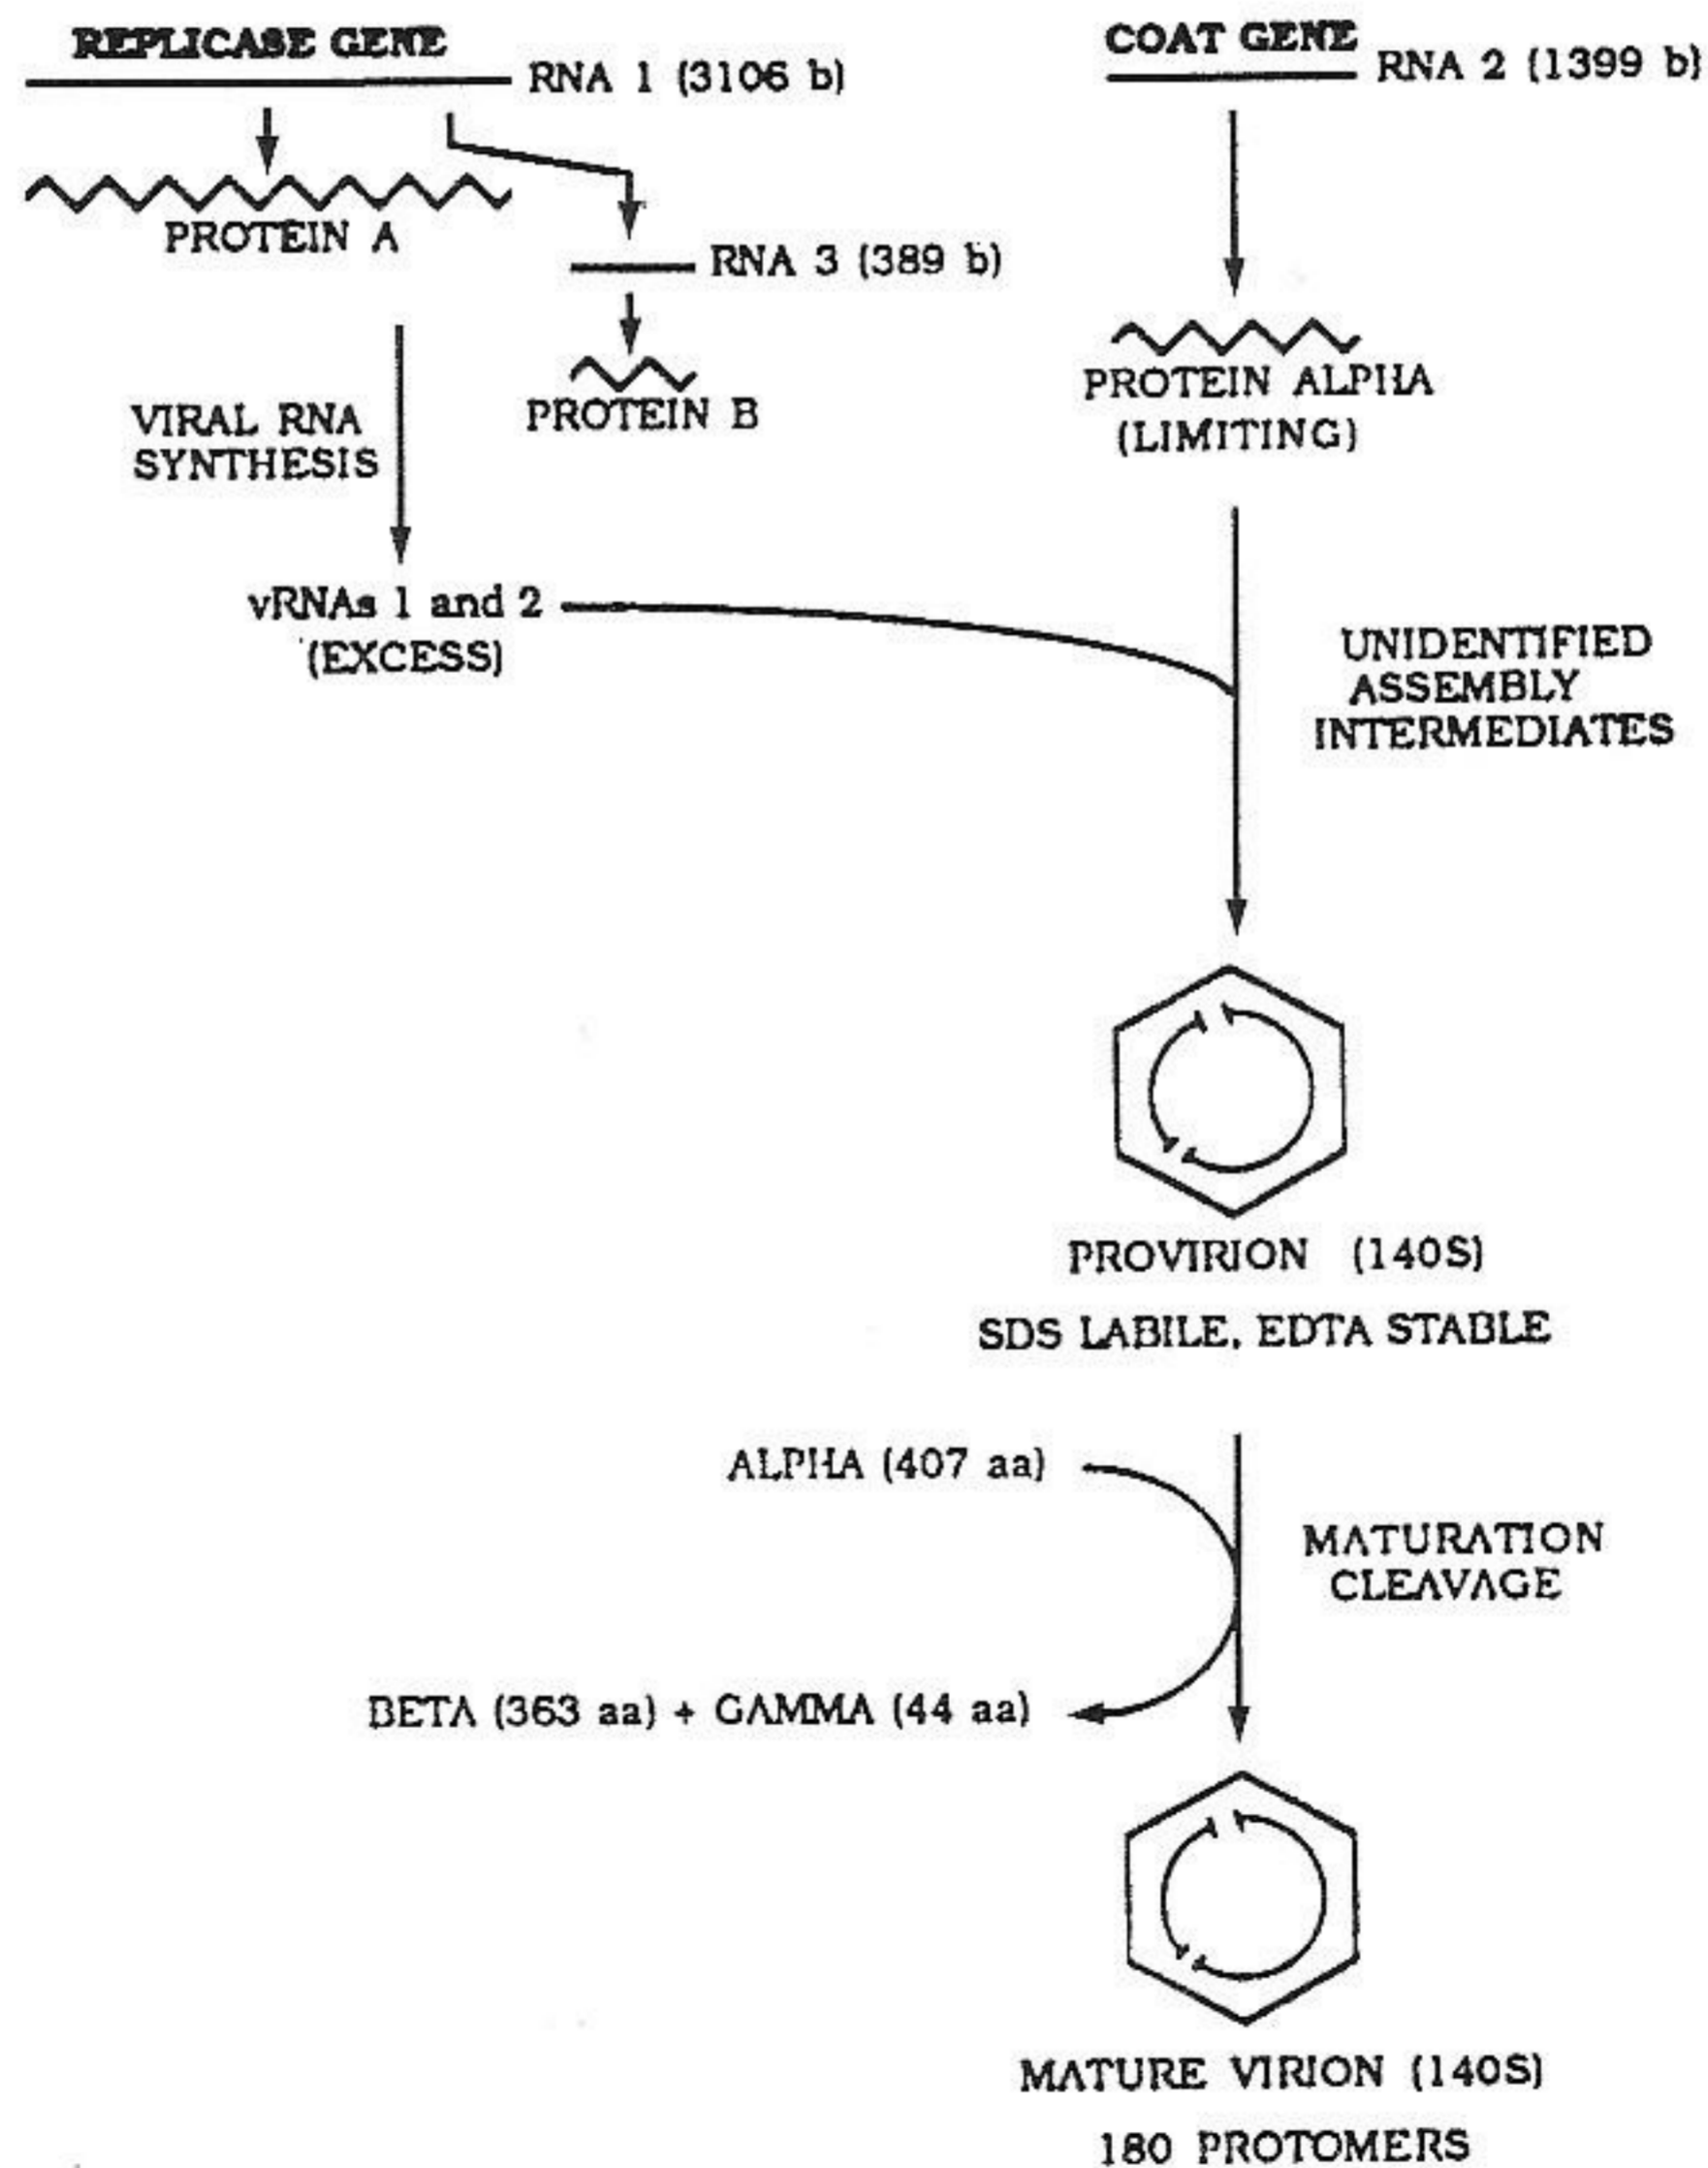 REPLICASE GENE
RNA 1 (3106 b)
COAT GENE
RNA 2 (1399 b)
PROTEIN A
RNA 3 (389 b)
PROTEIN B
PROTEIN ALPHA
(LIMITING)
VIRAL RNA
SYNTHESIS
vRNAs 1 and 2
(EXCESS)
UNIDENTIFIED
ASSEMBLY
INTERMEDIATES
PROVIRION (140S)
SDS LABILE, EDTA STABLE
ALPHA (407 aa)
MATURATION
CLEAVAGE
BETA (363 aa) + GAMMA (44 aa)
MATURE VIRION (140S)
180 PROTOMERS